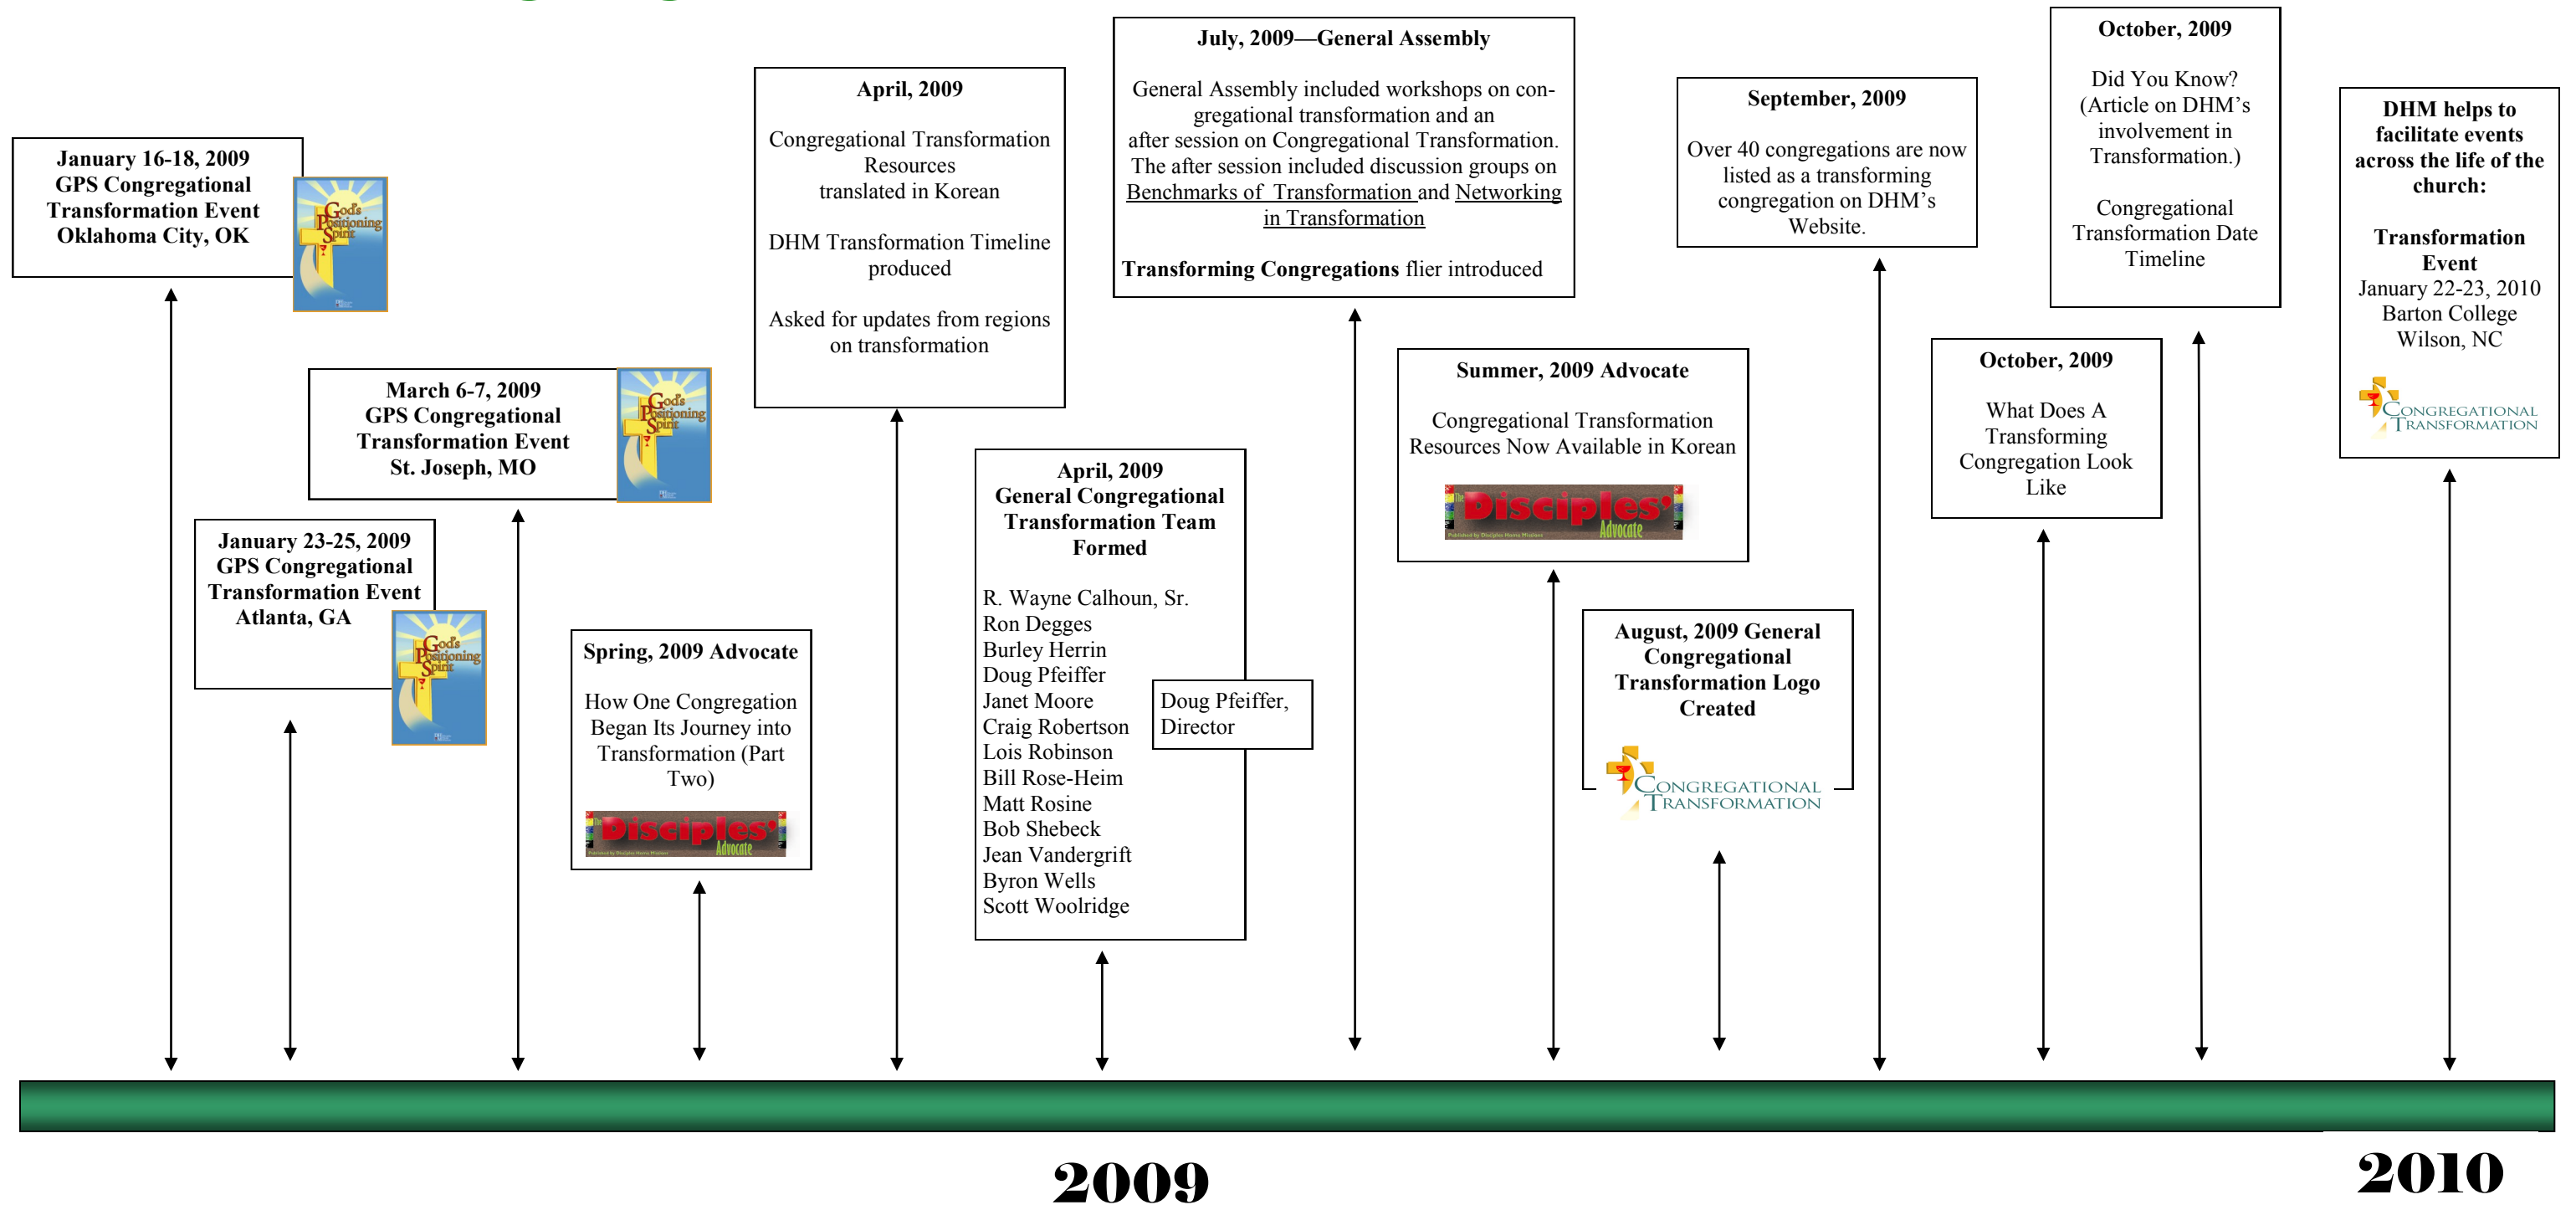 January 16-18, 2009
GPS Congregational
Transformation Event
Oklahoma City, OK
God's
Positioning
Spirit
January 23-25, 2009
GPS Congregational
Transformation Event
Atlanta, GA
God's
Positioning
Spirit
March 6-7, 2009
GPS Congregational
Transformation Event
St. Joseph, MO
God's
Positioning
Spirit
Spring, 2009 Advocate
How One Congregation
Began Its Journey into
Transformation (Part
Two)
The Disciples'
Advocate
Published by Disciples Home Missions
April, 2009
Congregational Transformation
Resources
translated in Korean
DHM Transformation Timeline
produced
Asked for updates from regions
on transformation
April, 2009
General Congregational
Transformation Team
Formed
R. Wayne Calhoun, Sr.
Ron Degges
Burley Herrin
Doug Pfeiffer
Janet Moore
Craig Robertson
Lois Robinson
Bill Rose-Heim
Matt Rosine
Bob Shebeck
Jean Vandergrift
Byron Wells
Scott Woolridge
Doug Pfeiffer,
Director
July, 2009—General Assembly
General Assembly included workshops on con-
gregational transformation and an
after session on Congregational Transformation.
The after session included discussion groups on
Benchmarks of Transformation and Networking
in Transformation
Transforming Congregations flier introduced
Summer, 2009 Advocate
Congregational Transformation
Resources Now Available in Korean
The Disciples'
Advocate
Published by Disciples Home Missions
August, 2009 General
Congregational
Transformation Logo
Created
CONGREGATIONAL
TRANSFORMATION
September, 2009
Over 40 congregations are now
listed as a transforming
congregation on DHM's
Website.
October, 2009
What Does A
Transforming
Congregation Look
Like
October, 2009
Did You Know?
(Article on DHM's
involvement in
Transformation.)
Congregational
Transformation Date
Timeline
DHM helps to
facilitate events
across the life of the
church:
Transformation
Event
January 22-23, 2010
Barton College
Wilson, NC
CONGREGATIONAL
TRANSFORMATION
2009
2010